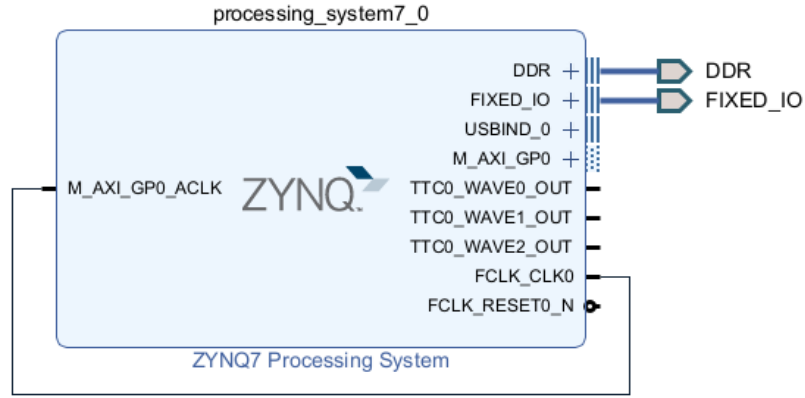 processing_system7_0
DDR
DDR
FIXED_IO
FIXED_IO
USBIND_0
M_AXI_GP0
M_AXI_GP0_ACLK
ZYNQ
TTC0_WAVE0_OUT
TTC0_WAVE1_OUT
TTC0_WAVE2_OUT
FCLK_CLK0
FCLK_RESET0_N
ZYNQ7 Processing System